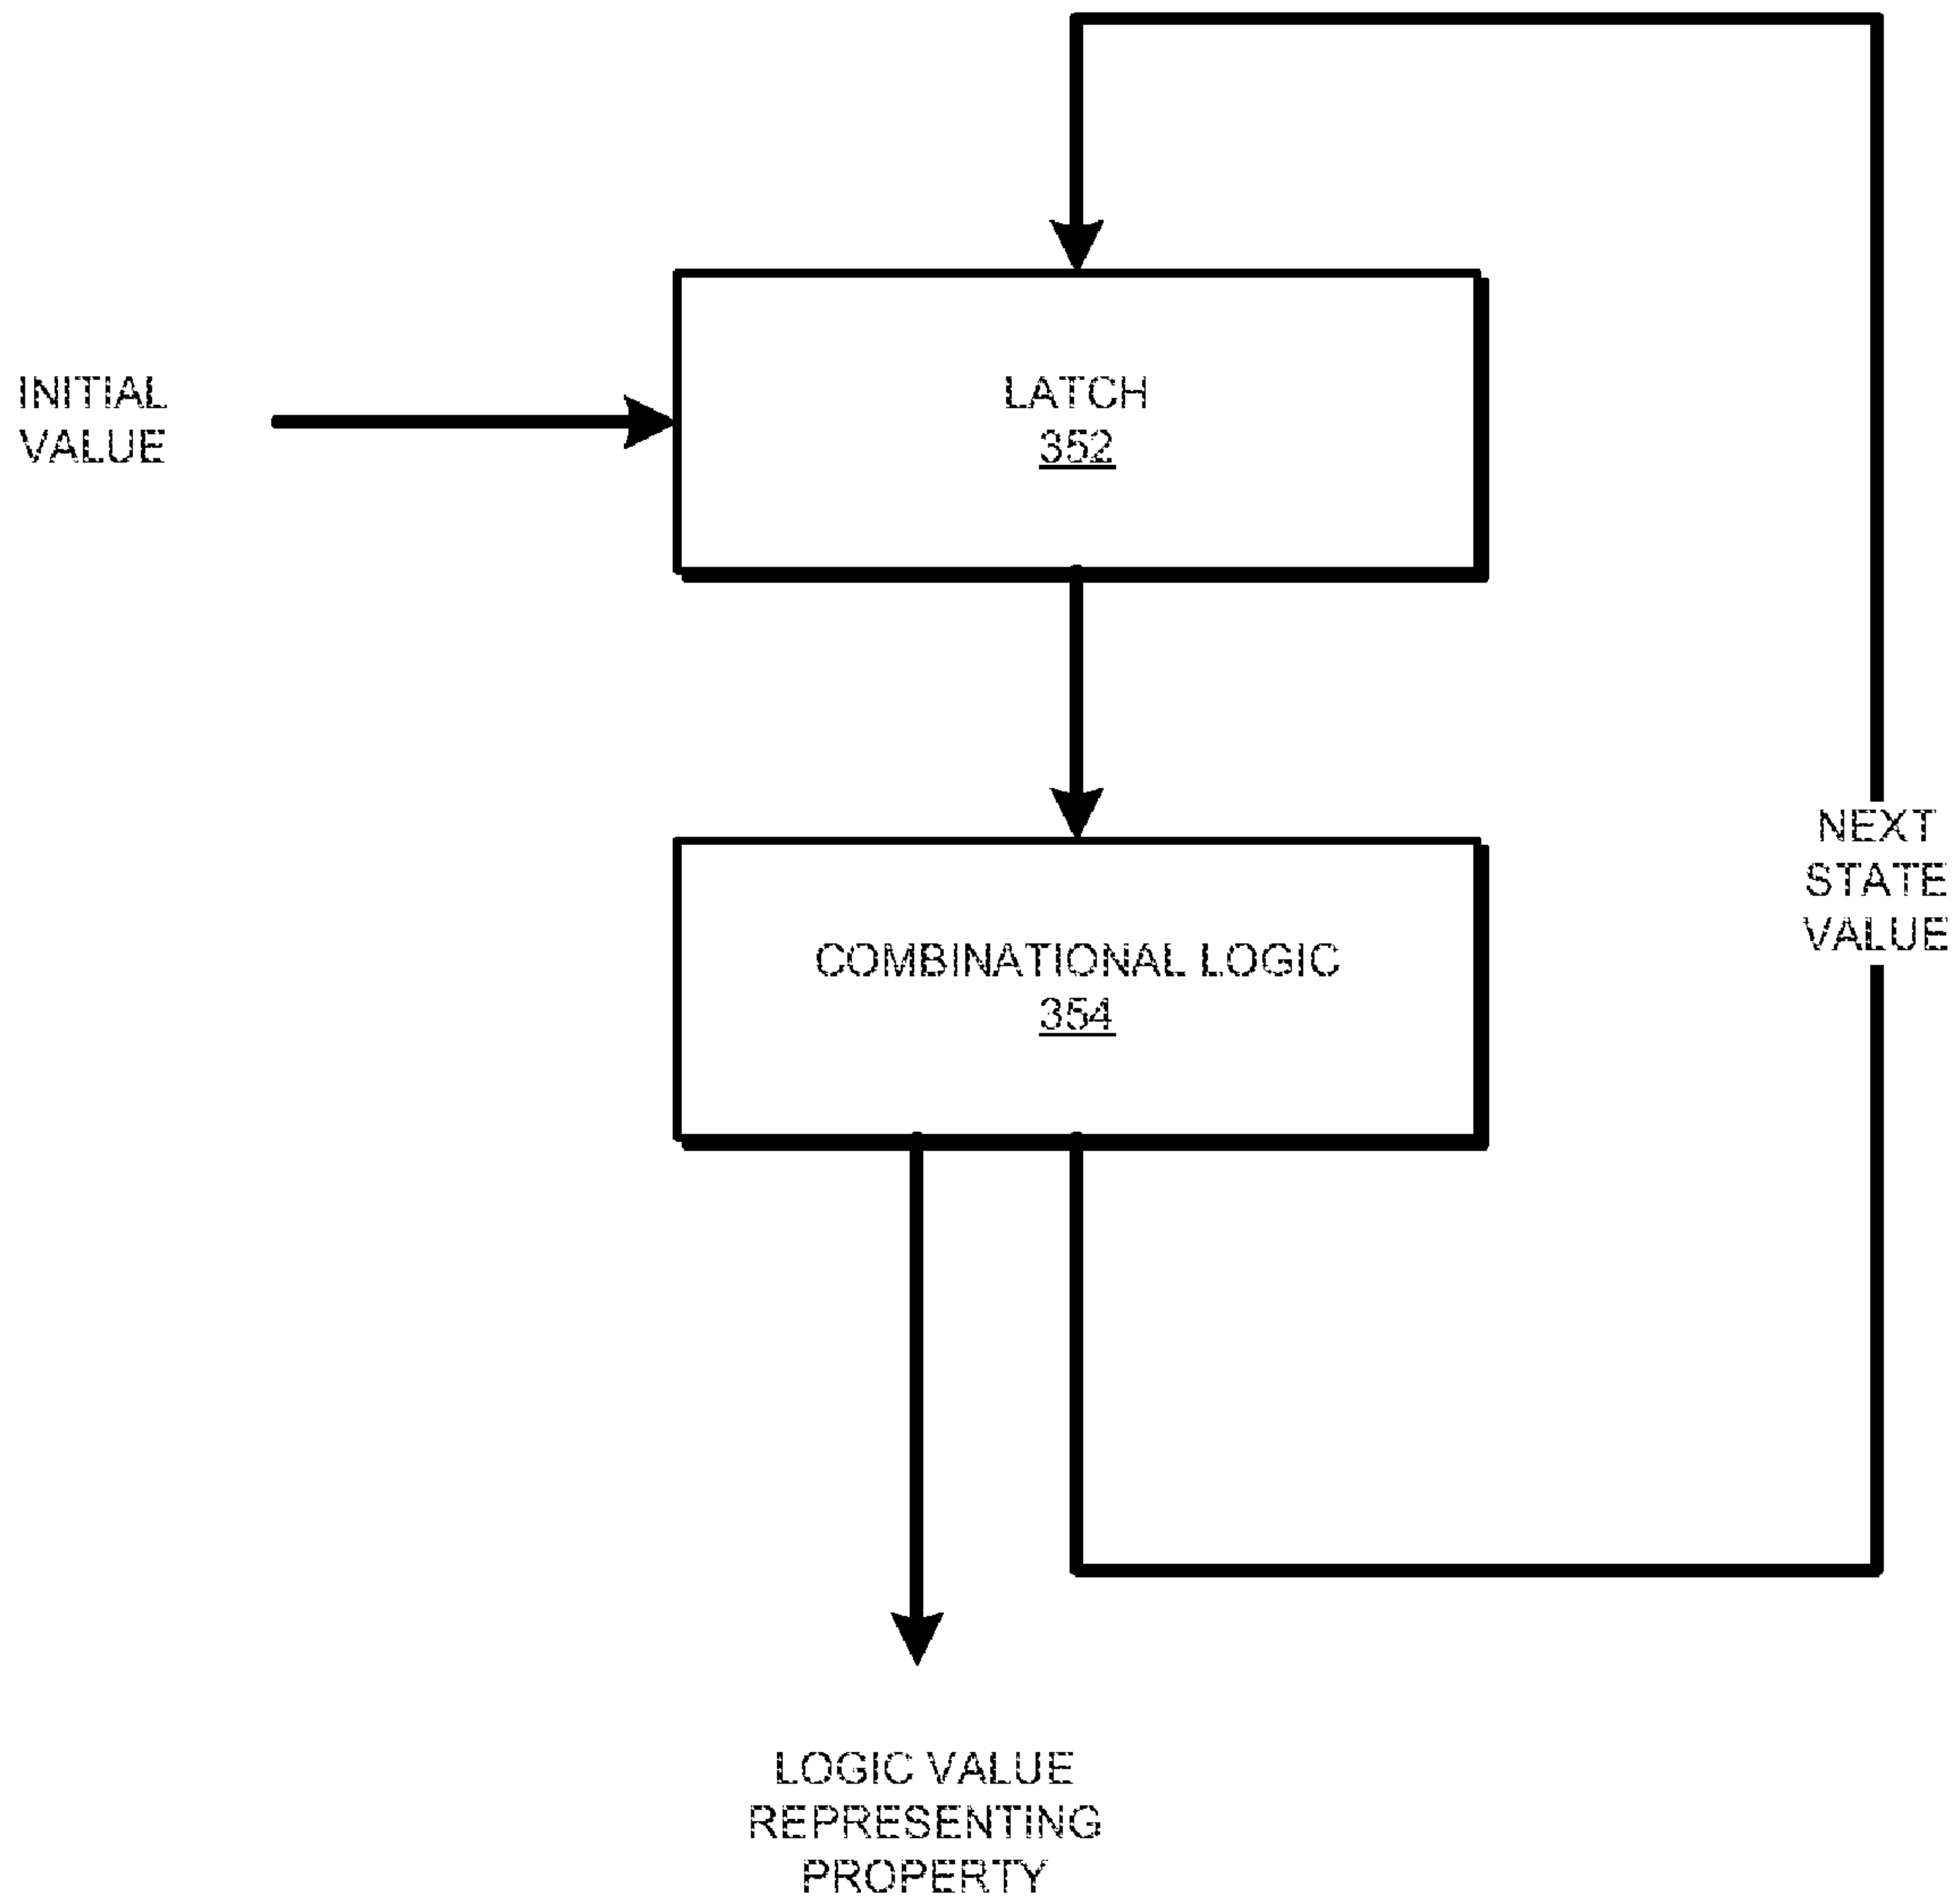 INITIAL
VALUE
LATCH
352
COMBINATIONAL LOGIC
354
NEXT
STATE
VALUE
LOGIC VALUE
REPRESENTING
PROPERTY